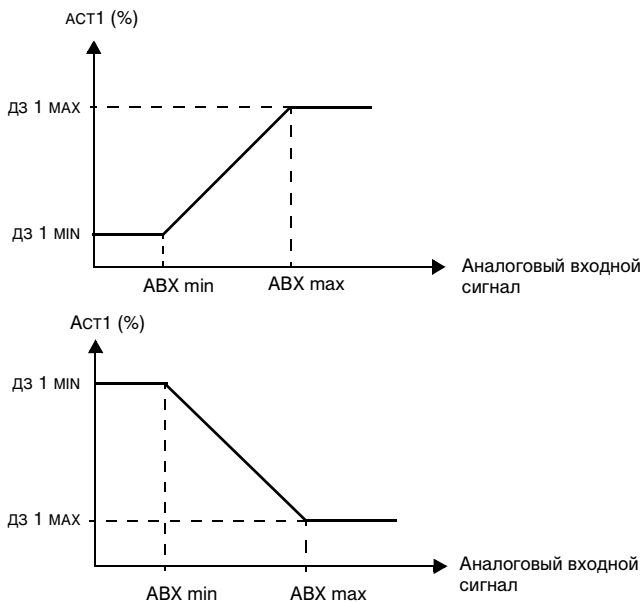 ACT1 (%)
ДЗ 1 MAX
ДЗ 1 MIN
АВХ min
АВХ max
Аналоговый входной
сигнал
ACT1 (%)
ДЗ 1 MIN
ДЗ 1 MAX
АВХ min
АВХ max
Аналоговый входной
сигнал